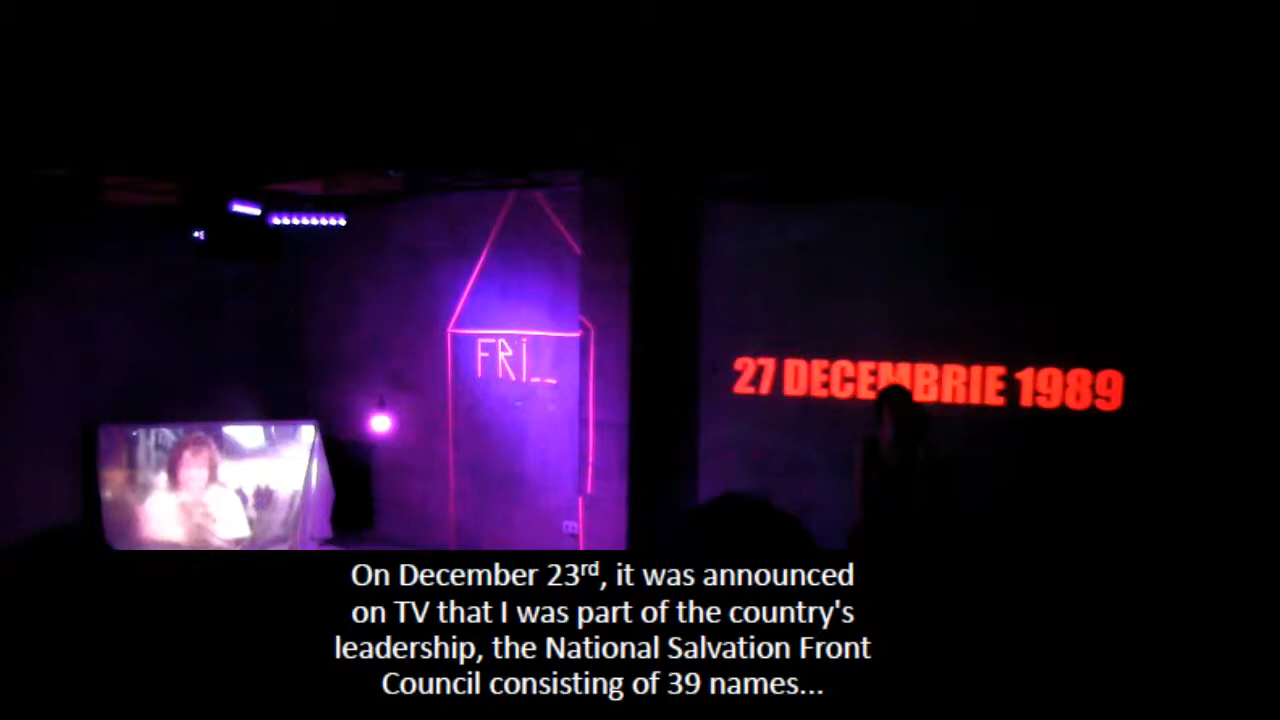 FRI__
27 DECEMBRIE 1989
On December 23rd, it was announced
on TV that I was part of the country's
leadership, the National Salvation Front
Council consisting of 39 names...